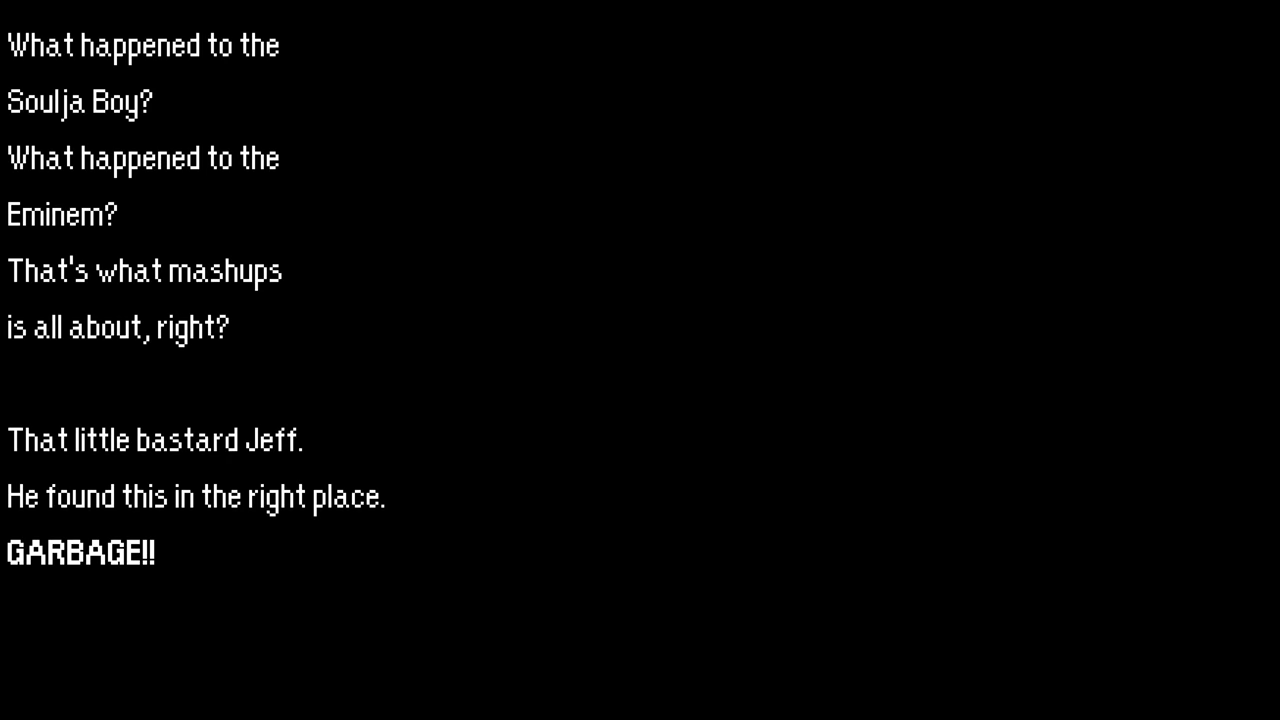 What happened to the
Soulja Boy?
What happened to the
Eminem?
That's what mashups
is all about, right?
That little bastard Jeff.
He found this in the right place.
GARBAGE!!